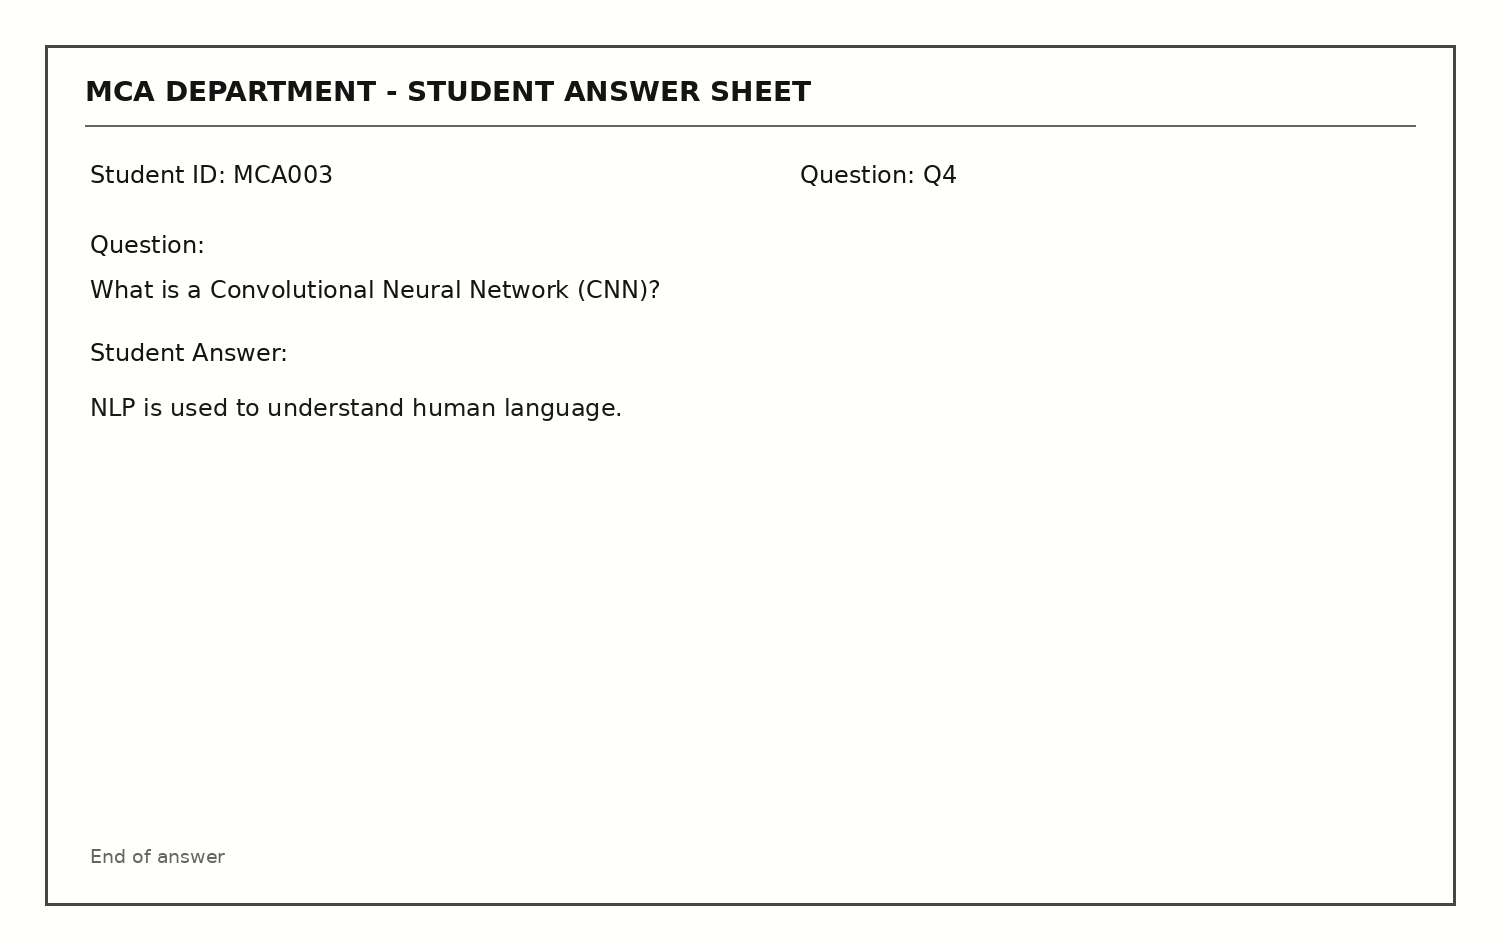 MCA DEPARTMENT - STUDENT ANSWER SHEET
Student ID: MCA003
Question: Q4
Question:
What is a Convolutional Neural Network (CNN)?
Student Answer:
NLP is used to understand human language.
End of answer